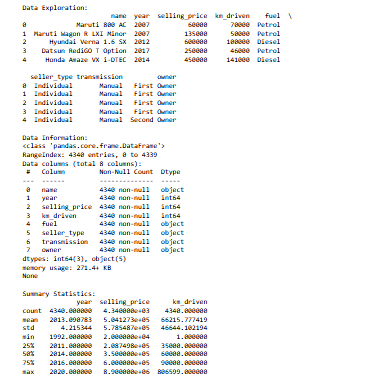 Data Exploration:
name year selling_price km_driven fuel \
0 Maruti 800 AC 2007 60000 70000 Petrol
1 Maruti Wagon R LXI Minor 2007 135000 50000 Petrol
2 Hyundai Verna 1.6 SX 2012 600000 100000 Diesel
3 Datsun RediGO T Option 2017 250000 46000 Petrol
4 Honda Amaze VX i-DTEC 2014 450000 141000 Diesel
seller_type transmission owner
0 Individual Manual First Owner
1 Individual Manual First Owner
2 Individual Manual First Owner
3 Individual Manual First Owner
4 Individual Manual Second Owner
Data Information:
<class 'pandas.core.frame.DataFrame'>
RangeIndex: 4340 entries, 0 to 4339
Data columns (total 8 columns):
# Column Non-Null Count Dtype
--- ------ -------------- -----
0 name 4340 non-null object
1 year 4340 non-null int64
2 selling_price 4340 non-null int64
3 km_driven 4340 non-null int64
4 fuel 4340 non-null object
5 seller_type 4340 non-null object
6 transmission 4340 non-null object
7 owner 4340 non-null object
dtypes: int64(3), object(5)
memory usage: 271.4+ KB
None
Summary Statistics:
year selling_price km_driven
count 4340.000000 4.340000e+03 4340.000000
mean 2013.090783 5.041273e+05 66215.777419
std 4.215344 5.785487e+05 46644.102194
min 1992.000000 2.000000e+04 1.000000
25% 2011.000000 2.087498e+05 35000.000000
50% 2014.000000 3.500000e+05 60000.000000
75% 2016.000000 6.000000e+05 90000.000000
max 2020.000000 8.900000e+06 806599.000000